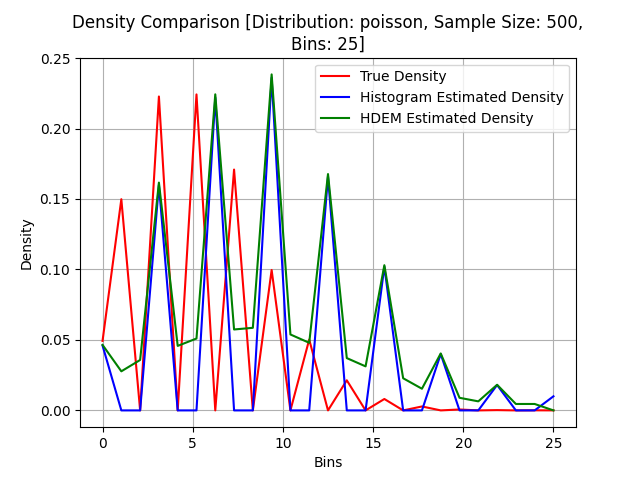 Density Comparison [Distribution: poisson, Sample Size: 500,
Bins: 25]
True Density
Histogram Estimated Density
HDEM Estimated Density
Density
0.25
0.20
0.15
0.10
0.05
0.00
0 5 10 15 20 25
Bins